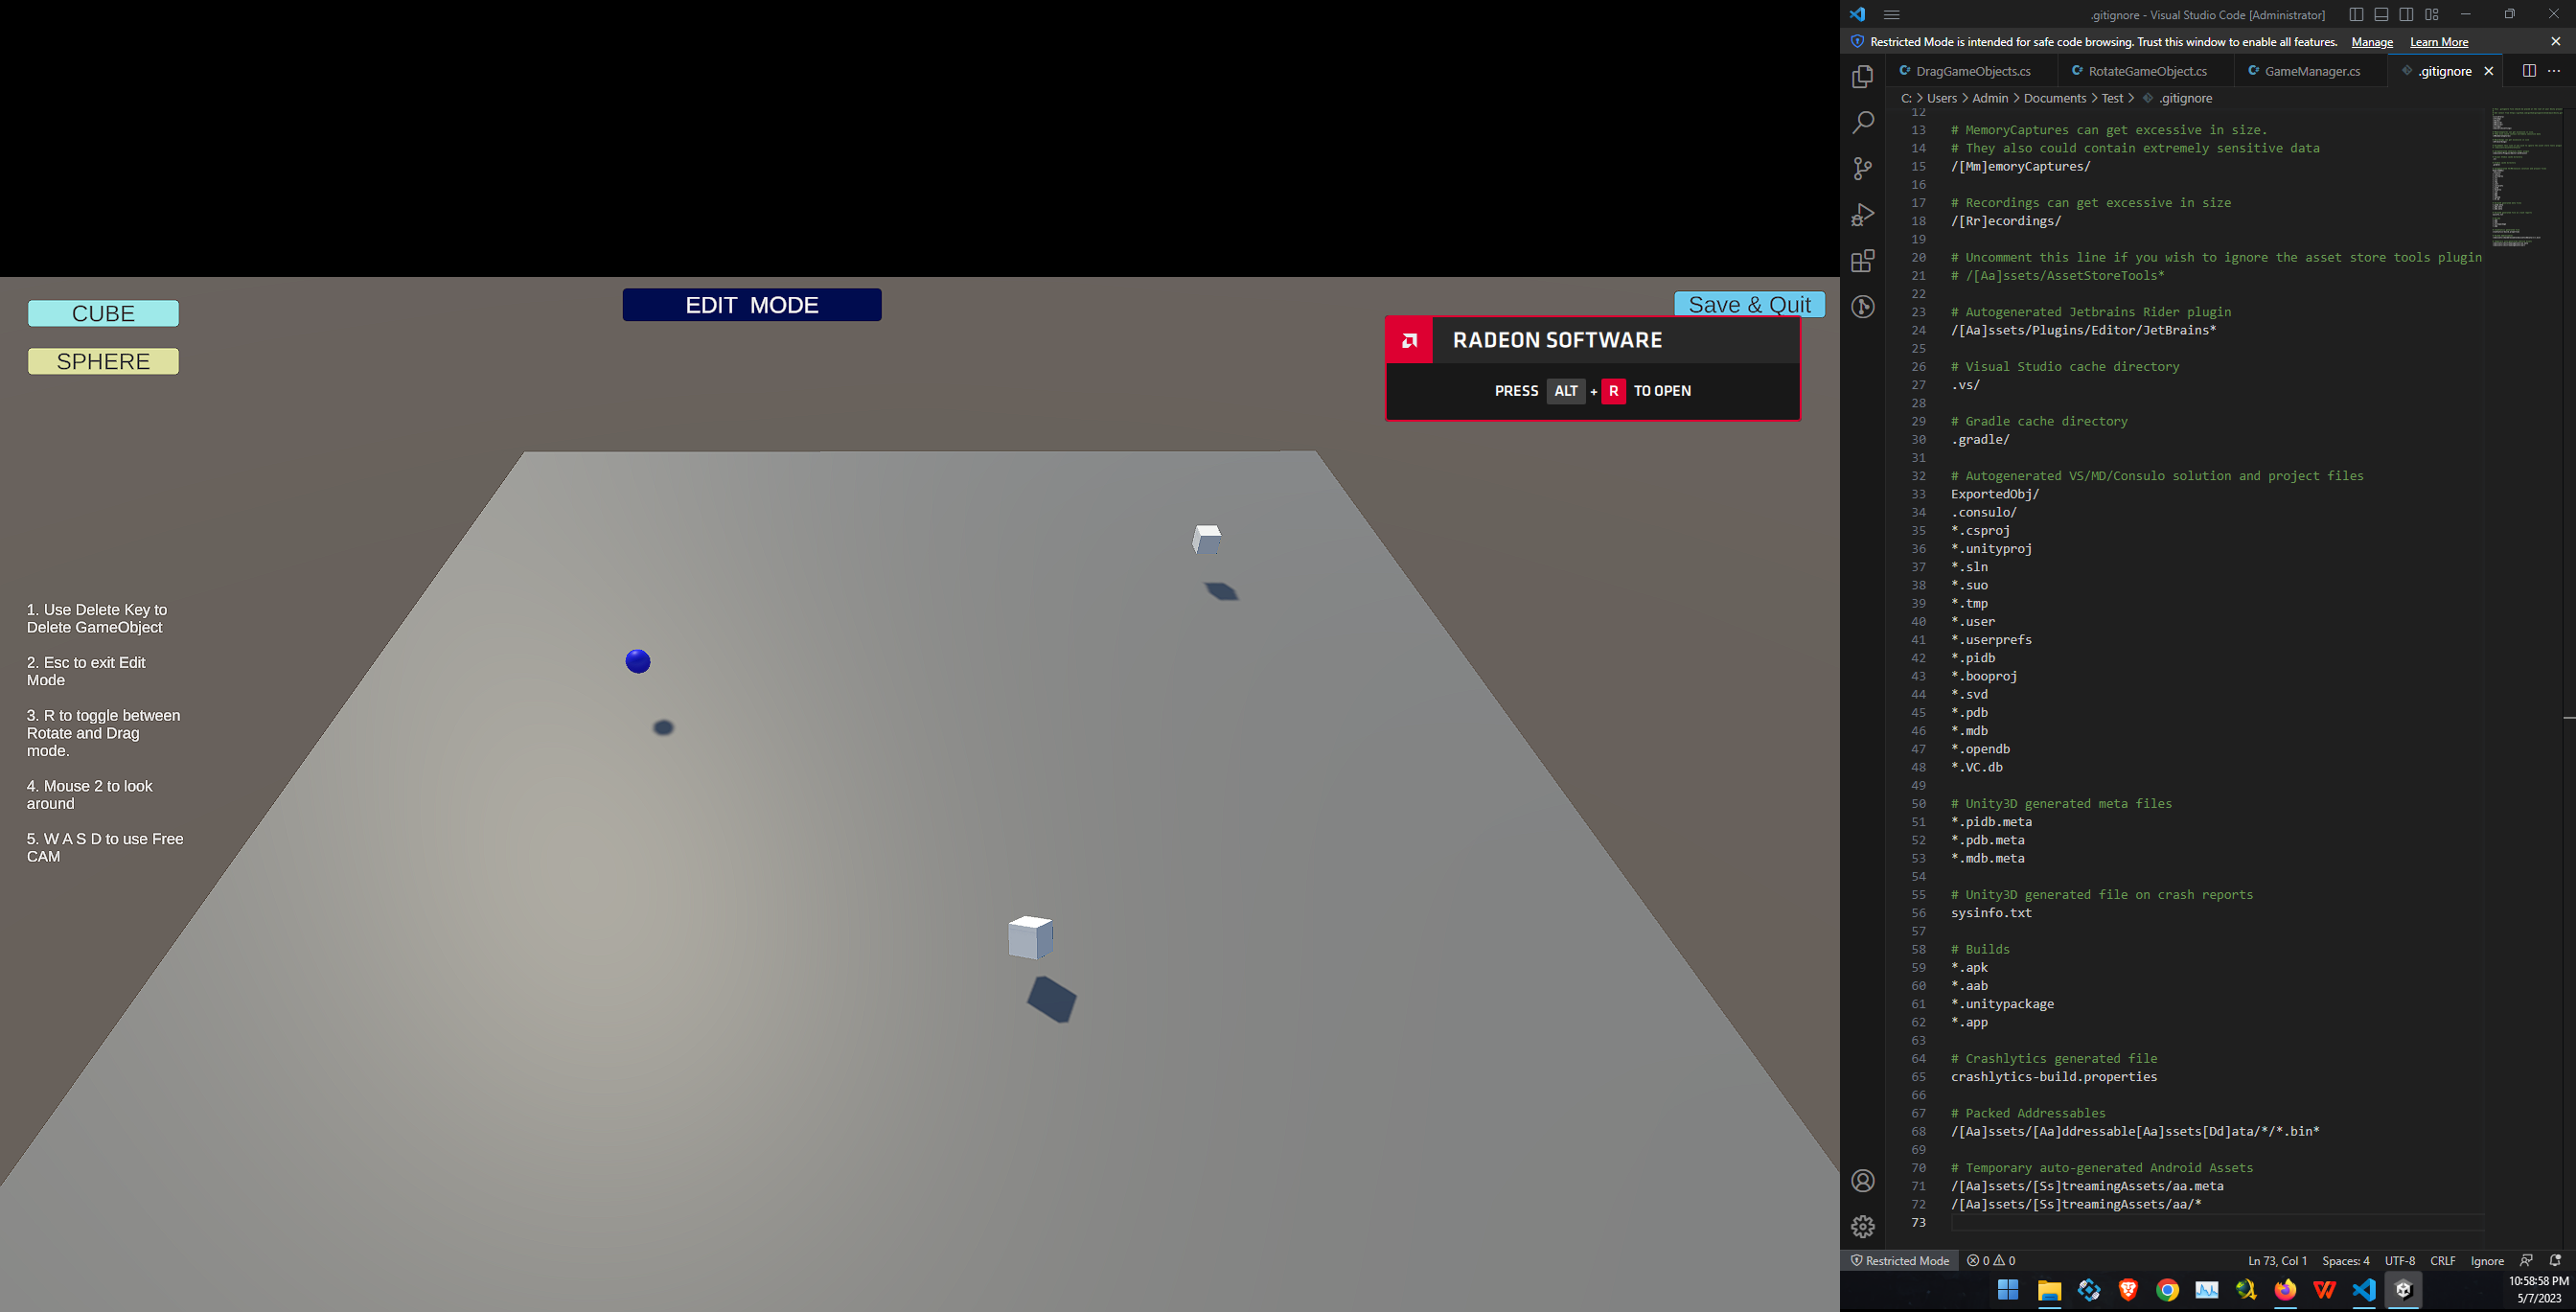 CUBE
EDIT MODE
Save & Quit
SPHERE
RADEON SOFTWARE
PRESS ALT + R TO OPEN
1. Use Delete Key to
Delete GameObject
2. Esc to exit Edit
Mode
3. R to toggle between
Rotate and Drag
mode.
4. Mouse 2 to look
around
5. W A S D to use Free
CAM
.gitignore - Visual Studio Code [Administrator]
Restricted Mode is intended for safe code browsing. Trust this window to enable all features. Manage Learn More
DragGameObjects.cs RotateGameObject.cs GameManager.cs .gitignore
C: > Users > Admin > Documents > Test > .gitignore
12
13 # MemoryCaptures can get excessive in size.
14 # They also could contain extremely sensitive data
15 /[Mm]emoryCaptures/
16
17 # Recordings can get excessive in size
18 /[Rr]ecordings/
19
20 # Uncomment this line if you wish to ignore the asset store tools plugin
21 # /[Aa]ssets/AssetStoreTools*
22
23 # Autogenerated Jetbrains Rider plugin
24 /[Aa]ssets/Plugins/Editor/JetBrains*
25
26 # Visual Studio cache directory
27 .vs/
28
29 # Gradle cache directory
30 .gradle/
31
32 # Autogenerated VS/MD/Consulo solution and project files
33 ExportedObj/
34 .consulo/
35 *.csproj
36 *.unityproj
37 *.sln
38 *.suo
39 *.tmp
40 *.user
41 *.userprefs
42 *.pidb
43 *.booproj
44 *.svd
45 *.pdb
46 *.mdb
47 *.opendb
48 *.VC.db
49
50 # Unity3D generated meta files
51 *.pidb.meta
52 *.pdb.meta
53 *.mdb.meta
54
55 # Unity3D generated file on crash reports
56 sysinfo.txt
57
58 # Builds
59 *.apk
60 *.aab
61 *.unitypackage
62 *.app
63
64 # Crashlytics generated file
65 crashlytics-build.properties
66
67 # Packed Addressables
68 /[Aa]ssets/[Aa]ddressable[Aa]ssets[Dd]ata/*/*.bin*
69
70 # Temporary auto-generated Android Assets
71 /[Aa]ssets/[Ss]treamingAssets/aa.meta
72 /[Aa]ssets/[Ss]treamingAssets/aa/*
73
Restricted Mode 0 0 Ln 73, Col 1 Spaces: 4 UTF-8 CRLF Ignore
10:58:58 PM
5/7/2023